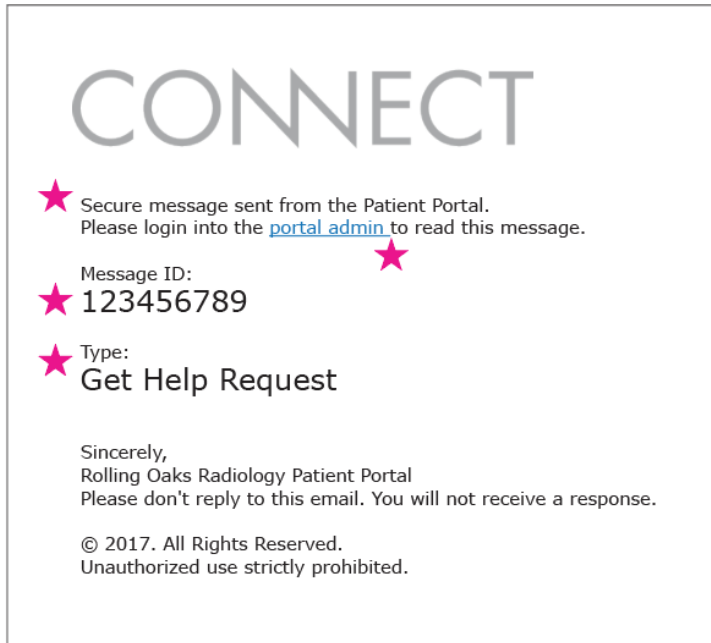 CONNECT
Secure message sent from the Patient Portal.
Please login into the portal admin to read this message.
Message ID:
123456789
Type:
Get Help Request
Sincerely,
Rolling Oaks Radiology Patient Portal
Please don't reply to this email. You will not receive a response.
© 2017. All Rights Reserved.
Unauthorized use strictly prohibited.